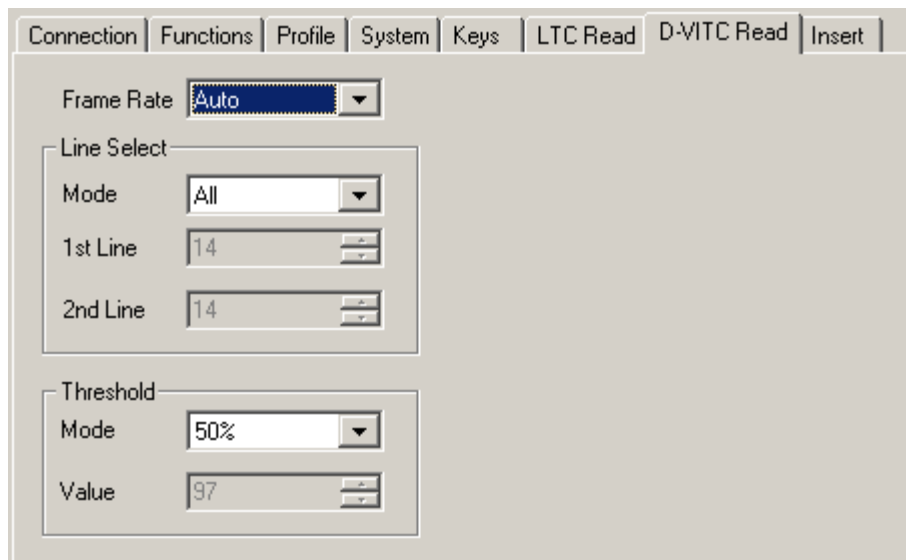 Connection Functions Profile System Keys LTC Read D-VITC Read Insert
Frame Rate Auto
Line Select
Mode All
1st Line 14
2nd Line 14
Threshold
Mode 50%
Value 97